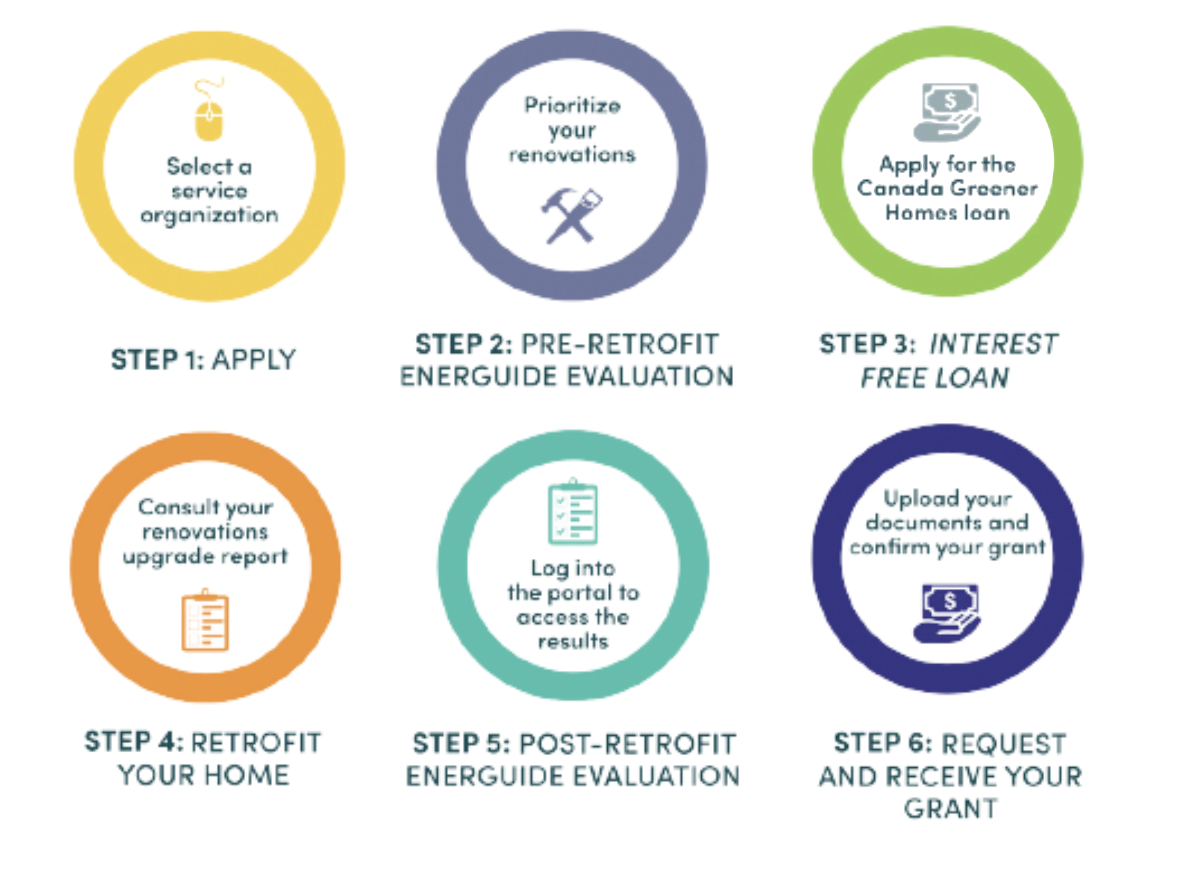 Select a
service
organization
STEP 1: APPLY
Prioritize
your
renovations
STEP 2: PRE-RETROFIT
ENERGUIDE EVALUATION
$
Apply for the
Canada Greener
Homes loan
STEP 3: INTEREST
FREE LOAN
Consult your
renovations
upgrade report
STEP 4: RETROFIT
YOUR HOME
Log into
the portal to
access the
results
STEP 5: POST-RETROFIT
ENERGUIDE EVALUATION
Upload your
documents and
confirm your grant
$
STEP 6: REQUEST
AND RECEIVE YOUR
GRANT